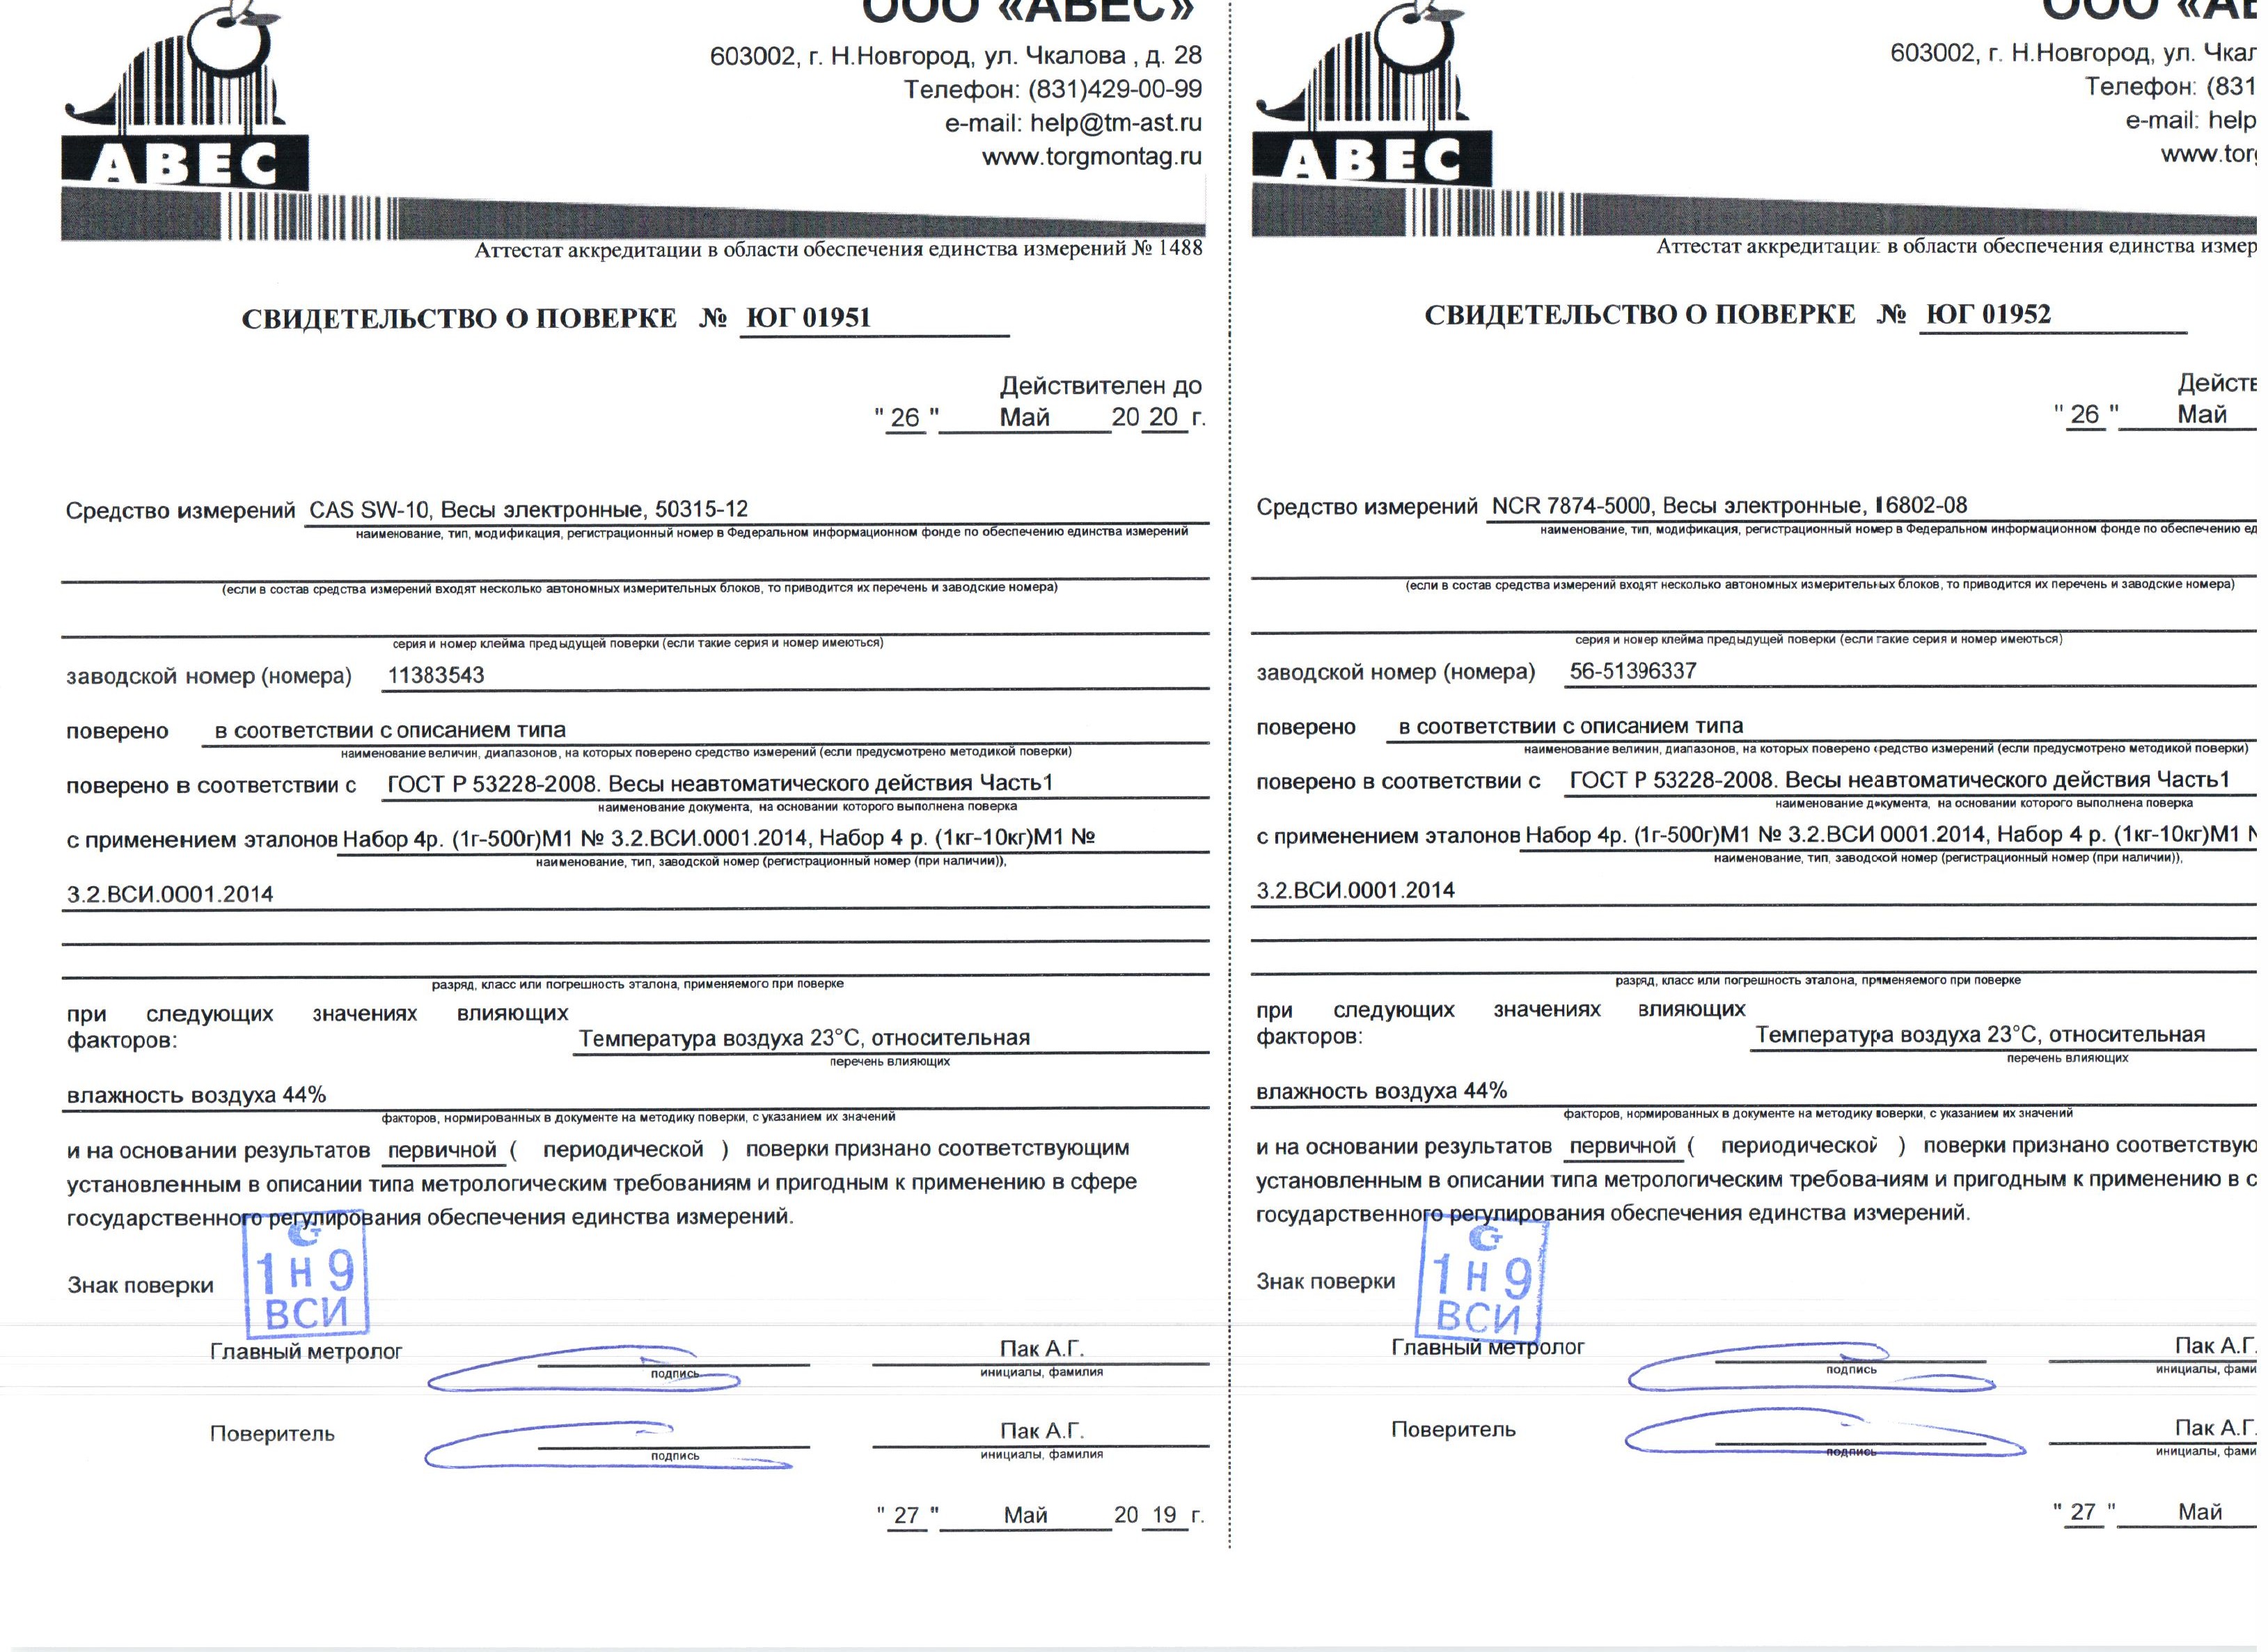 ООО «АВЕС»
603002, г. Н.Новгород, ул. Чкалова , д. 28
Телефон: (831)429-00-99
e-mail: help@tm-ast.ru
www.torgmontag.ru
АВЕС
Аттестат аккредитации в области обеспечения единства измерений № 1488
СВИДЕТЕЛЬСТВО О ПОВЕРКЕ № ЮГ 01951
Действителен до
" 26 " Май 20 20 г.
Средство измерений CAS SW-10, Весы электронные, 50315-12
наименование, тип, модификация, регистрационный номер в Федеральном информационном фонде по обеспечению единства измерений
(если в состав средства измерений входят несколько автономных измерительных блоков, то приводится их перечень и заводские номера)
серия и номер клейма предыдущей поверки (если такие серия и номер имеються)
заводской номер (номера) 11383543
поверено в соответствии с описанием типа
наименование величин, диапазонов, на которых поверено средство измерений (если предусмотрено методикой поверки)
поверено в соответствии с ГОСТ Р 53228-2008. Весы неавтоматического действия Часть1
наименование документа, на основании которого выполнена поверка
с применением эталонов Набор 4р. (1г-500г)М1 № 3.2.ВСИ.0001.2014, Набор 4 р. (1кг-10кг)М1 №
наименование, тип, заводской номер (регистрационный номер (при наличии)),
3.2.ВСИ.0001.2014
разряд, класс или погрешность эталона, применяемого при поверке
при следующих значениях влияющих
факторов: Температура воздуха 23°С, относительная
перечень влияющих
влажность воздуха 44%
факторов, нормированных в документе на методику поверки, с указанием их значений
и на основании результатов первичной ( периодической ) поверки признано соответствующим
установленным в описании типа метрологическим требованиям и пригодным к применению в сфере
государственного регулирования обеспечения единства измерений.
Знак поверки
1 Н 9
ВСИ
Главный метролог Пак А.Г.
подпись инициалы, фамилия
Поверитель Пак А.Г.
подпись инициалы, фамилия
" 27 " Май 20 19 г.
ООО «АВ
603002, г. Н.Новгород, ул. Чкал
Телефон: (831
e-mail: help
www.torg
АВЕС
Аттестат аккредитации в области обеспечения единства измер
СВИДЕТЕЛЬСТВО О ПОВЕРКЕ № ЮГ 01952
Действ
" 26 " Май
Средство измерений NCR 7874-5000, Весы электронные, 16802-08
наименование, тип, модификация, регистрационный номер в Федеральном информационном фонде по обеспечению ед
(если в состав средства измерений входят несколько автономных измерительных блоков, то приводится их перечень и заводские номера)
серия и номер клейма предыдущей поверки (если такие серия и номер имеються)
заводской номер (номера) 56-51396337
поверено в соответствии с описанием типа
наименование величин, диапазонов, на которых поверено средство измерений (если предусмотрено методикой поверки)
поверено в соответствии с ГОСТ Р 53228-2008. Весы неавтоматического действия Часть1
наименование документа, на основании которого выполнена поверка
с применением эталонов Набор 4р. (1г-500г)М1 № 3.2.ВСИ 0001.2014, Набор 4 р. (1кг-10кг)М1 №
наименование, тип, заводской номер (регистрационный номер (при наличии)),
3.2.ВСИ.0001.2014
разряд, класс или погрешность эталона, применяемого при поверке
при следующих значениях влияющих
факторов: Температура воздуха 23°С, относительная
перечень влияющих
влажность воздуха 44%
факторов, нормированных в документе на методику поверки, с указанием их значений
и на основании результатов первичной ( периодической ) поверки признано соответствую
установленным в описании типа метрологическим требованиям и пригодным к применению в с
государственного регулирования обеспечения единства измерений.
Знак поверки
1 Н 9
ВСИ
Главный метролог Пак А.Г.
подпись инициалы, фами
Поверитель Пак А.Г.
подпись инициалы, фами
" 27 " Май